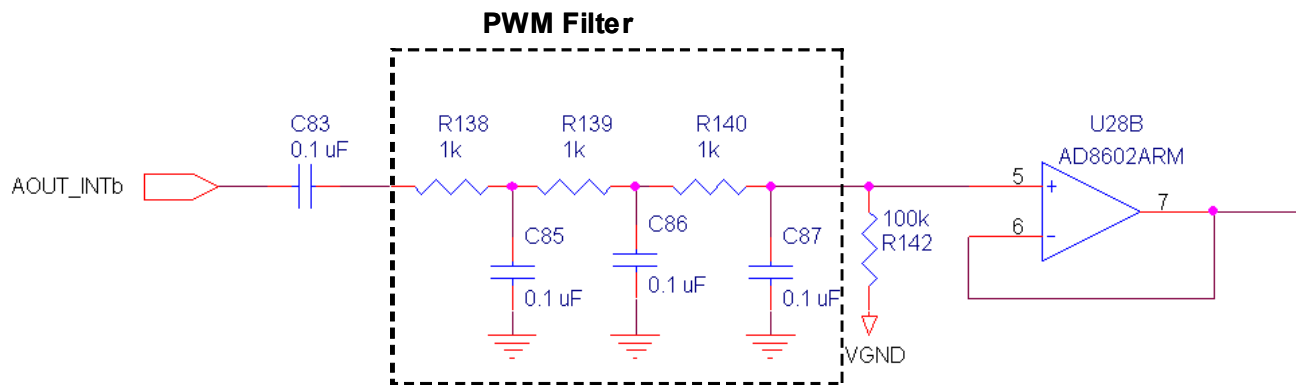 PWM Filter
C83
0.1 uF
R138
1k
R139
1k
R140
1k
U28B
AD8602ARM
AOUT_INTb
5
+
6
-
7
100k
R142
C85
0.1 uF
C86
0.1 uF
C87
0.1 uF
VGND